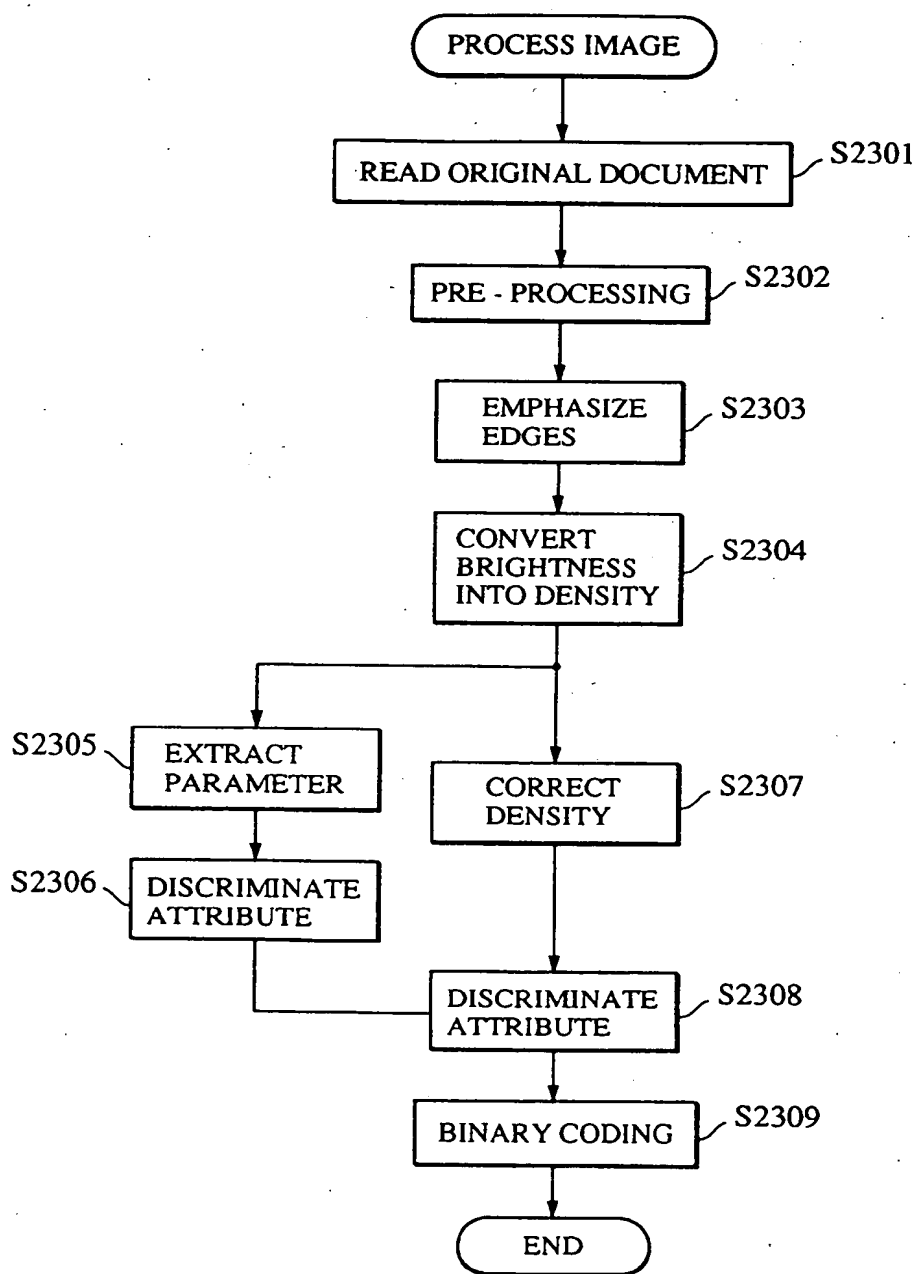 PROCESS IMAGE
READ ORIGINAL DOCUMENT
S2301
PRE - PROCESSING
S2302
EMPHASIZE
EDGES
S2303
CONVERT
BRIGHTNESS
INTO DENSITY
S2304
S2305
EXTRACT
PARAMETER
CORRECT
DENSITY
S2307
S2306
DISCRIMINATE
ATTRIBUTE
DISCRIMINATE
ATTRIBUTE
S2308
BINARY CODING
S2309
END